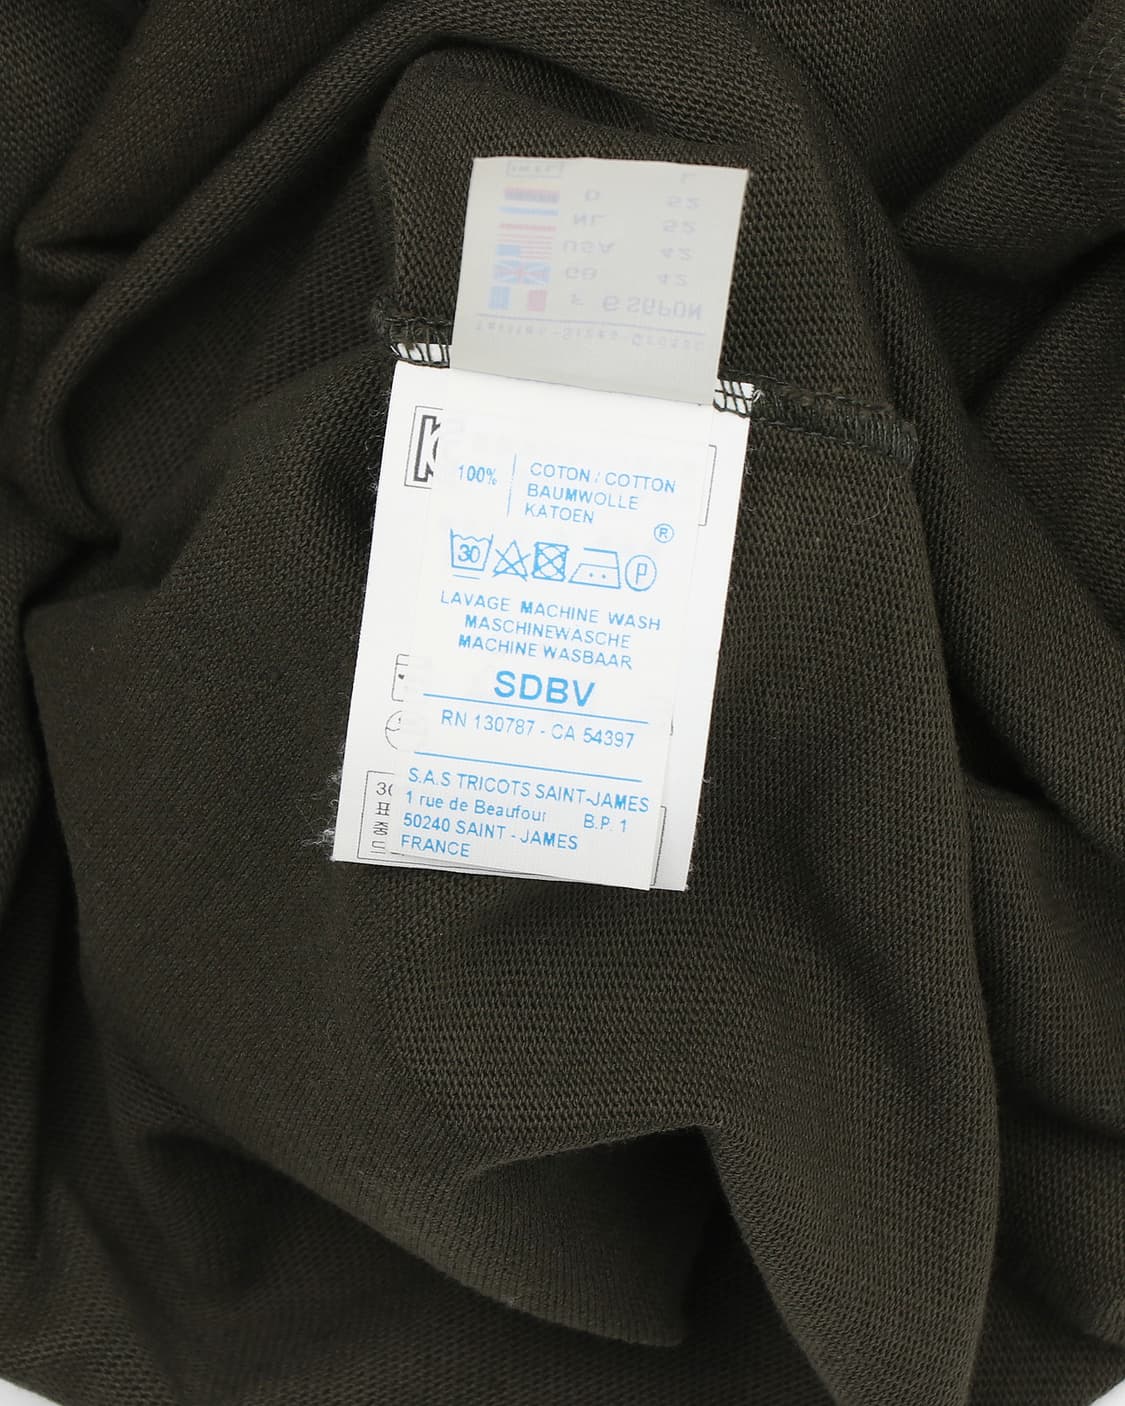 100%
COTON / COTTON
BAUMWOLLE
KATOEN
®
30
P
LAVAGE MACHINE WASH
MASCHINEWASCHE
MACHINE WASBAAR
SDBV
RN 130787 - CA 54397
S.A.S TRICOTS SAINT-JAMES
1 rue de Beaufour B.P. 1
50240 SAINT - JAMES
FRANCE